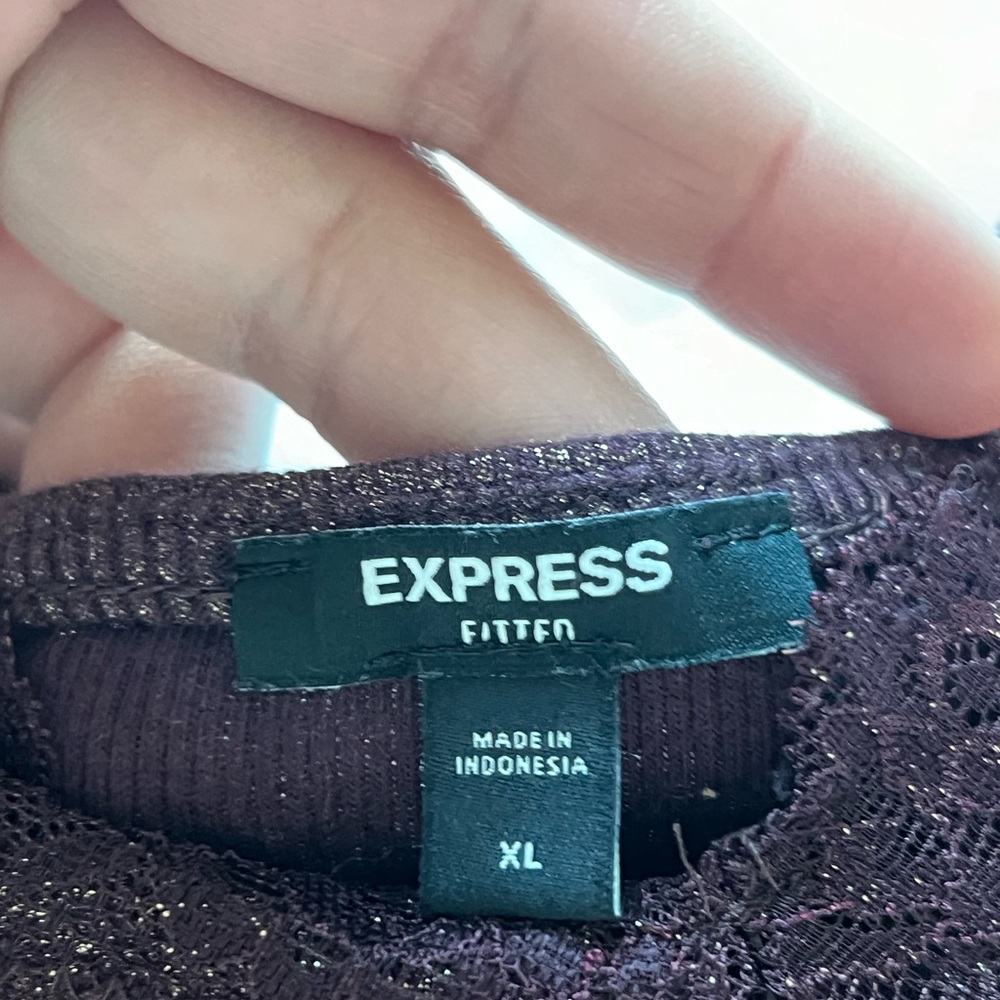 EXPRESS
FITTED
MADE IN
INDONESIA
XL